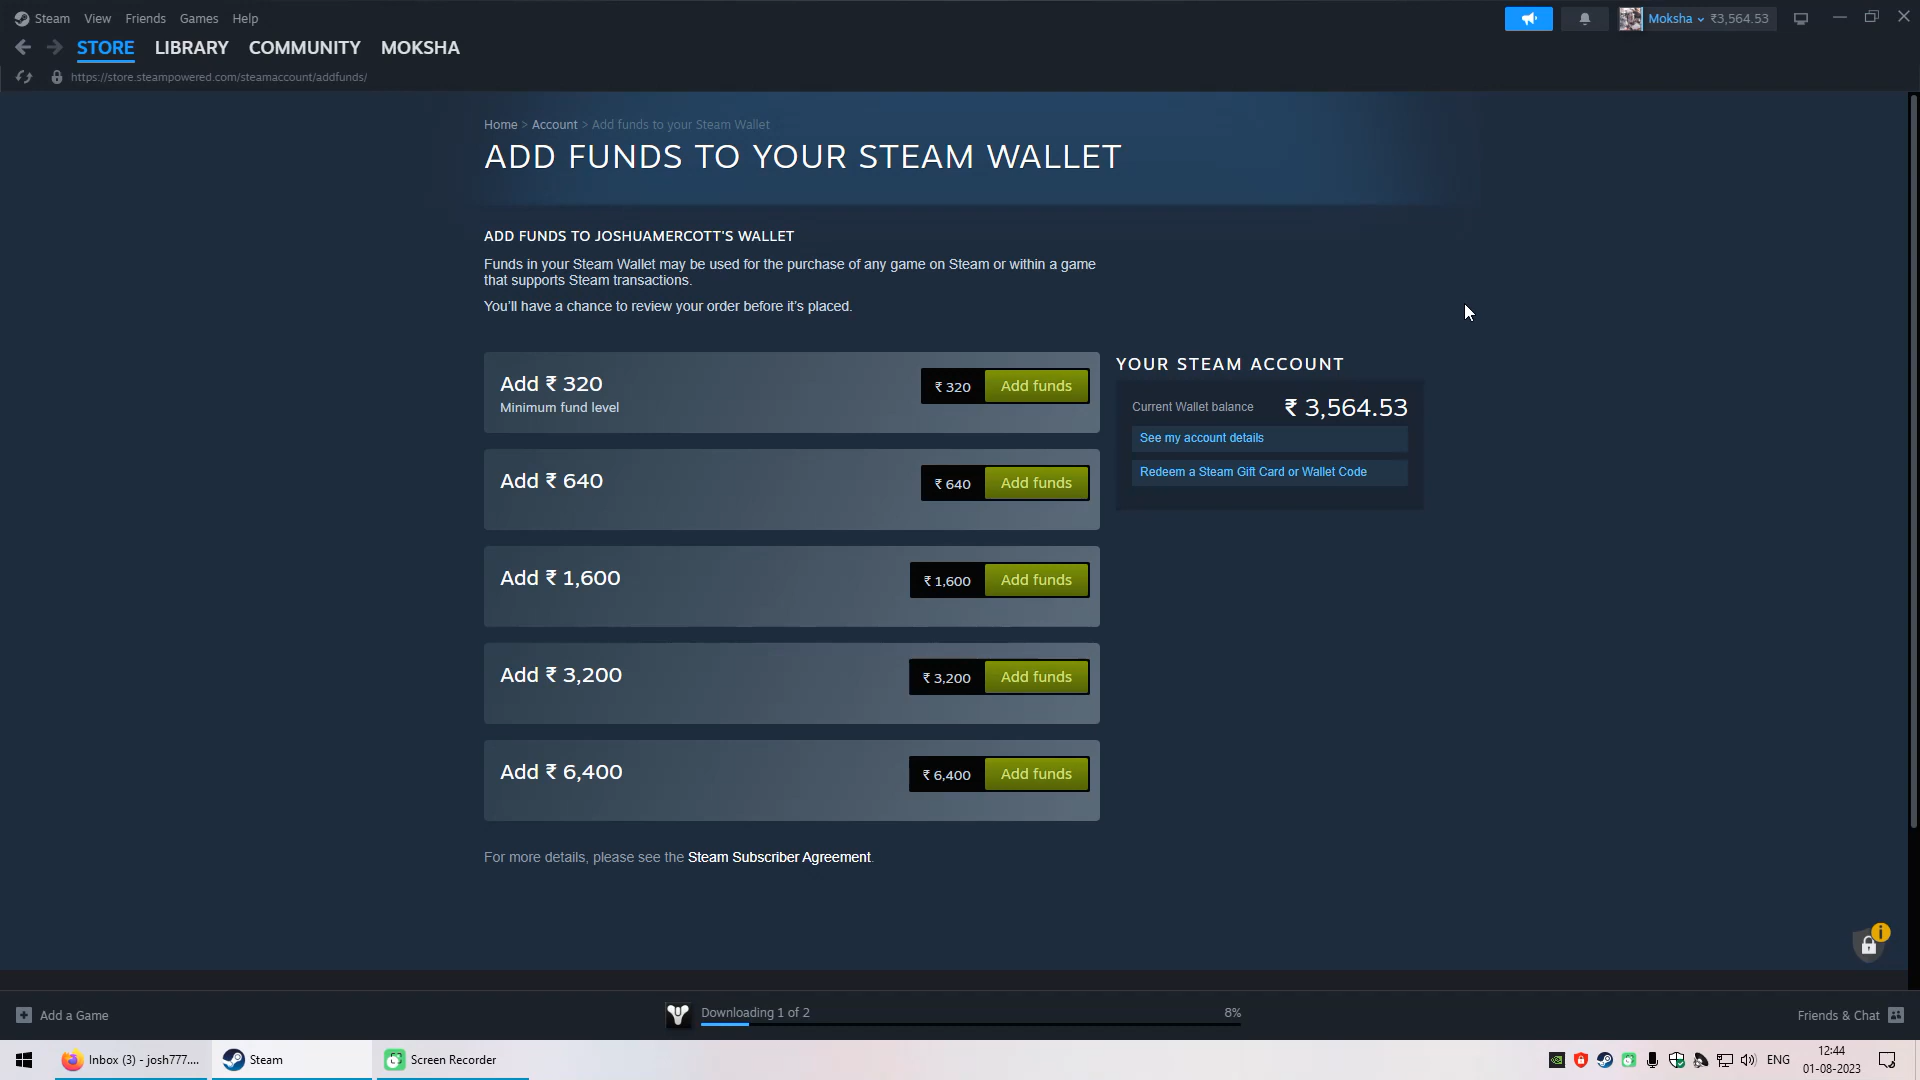 Steam View Friends Games Help
Moksha ₹3,564.53
STORE LIBRARY COMMUNITY MOKSHA
https://store.steampowered.com/steamaccount/addfunds/
Home > Account > Add funds to your Steam Wallet
ADD FUNDS TO YOUR STEAM WALLET
ADD FUNDS TO JOSHUAMERCOTT'S WALLET
Funds in your Steam Wallet may be used for the purchase of any game on Steam or within a game
that supports Steam transactions.
You'll have a chance to review your order before it's placed.
Add ₹ 320
Minimum fund level
₹ 320 Add funds
Add ₹ 640
₹ 640 Add funds
Add ₹ 1,600
₹ 1,600 Add funds
Add ₹ 3,200
₹ 3,200 Add funds
Add ₹ 6,400
₹ 6,400 Add funds
YOUR STEAM ACCOUNT
Current Wallet balance ₹ 3,564.53
See my account details
Redeem a Steam Gift Card or Wallet Code
For more details, please see the Steam Subscriber Agreement.
Add a Game
Downloading 1 of 2 8%
Friends & Chat
Inbox (3) - josh777....
Steam
Screen Recorder
ENG
12:44
01-08-2023